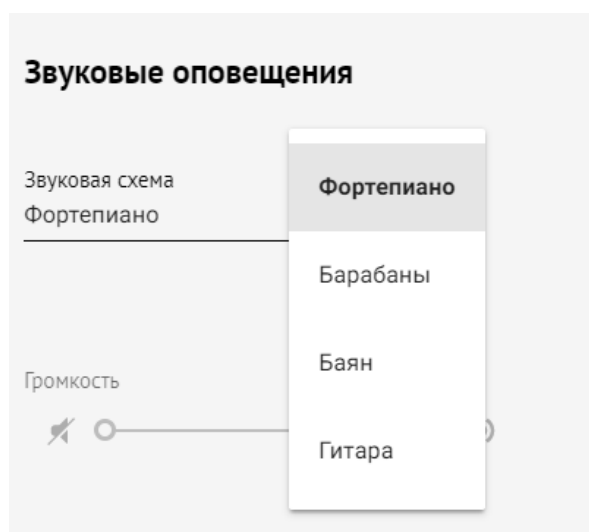 Звуковые оповещения
Звуковая схема
Фортепиано
Фортепиано
Барабаны
Баян
Гитара
Громкость